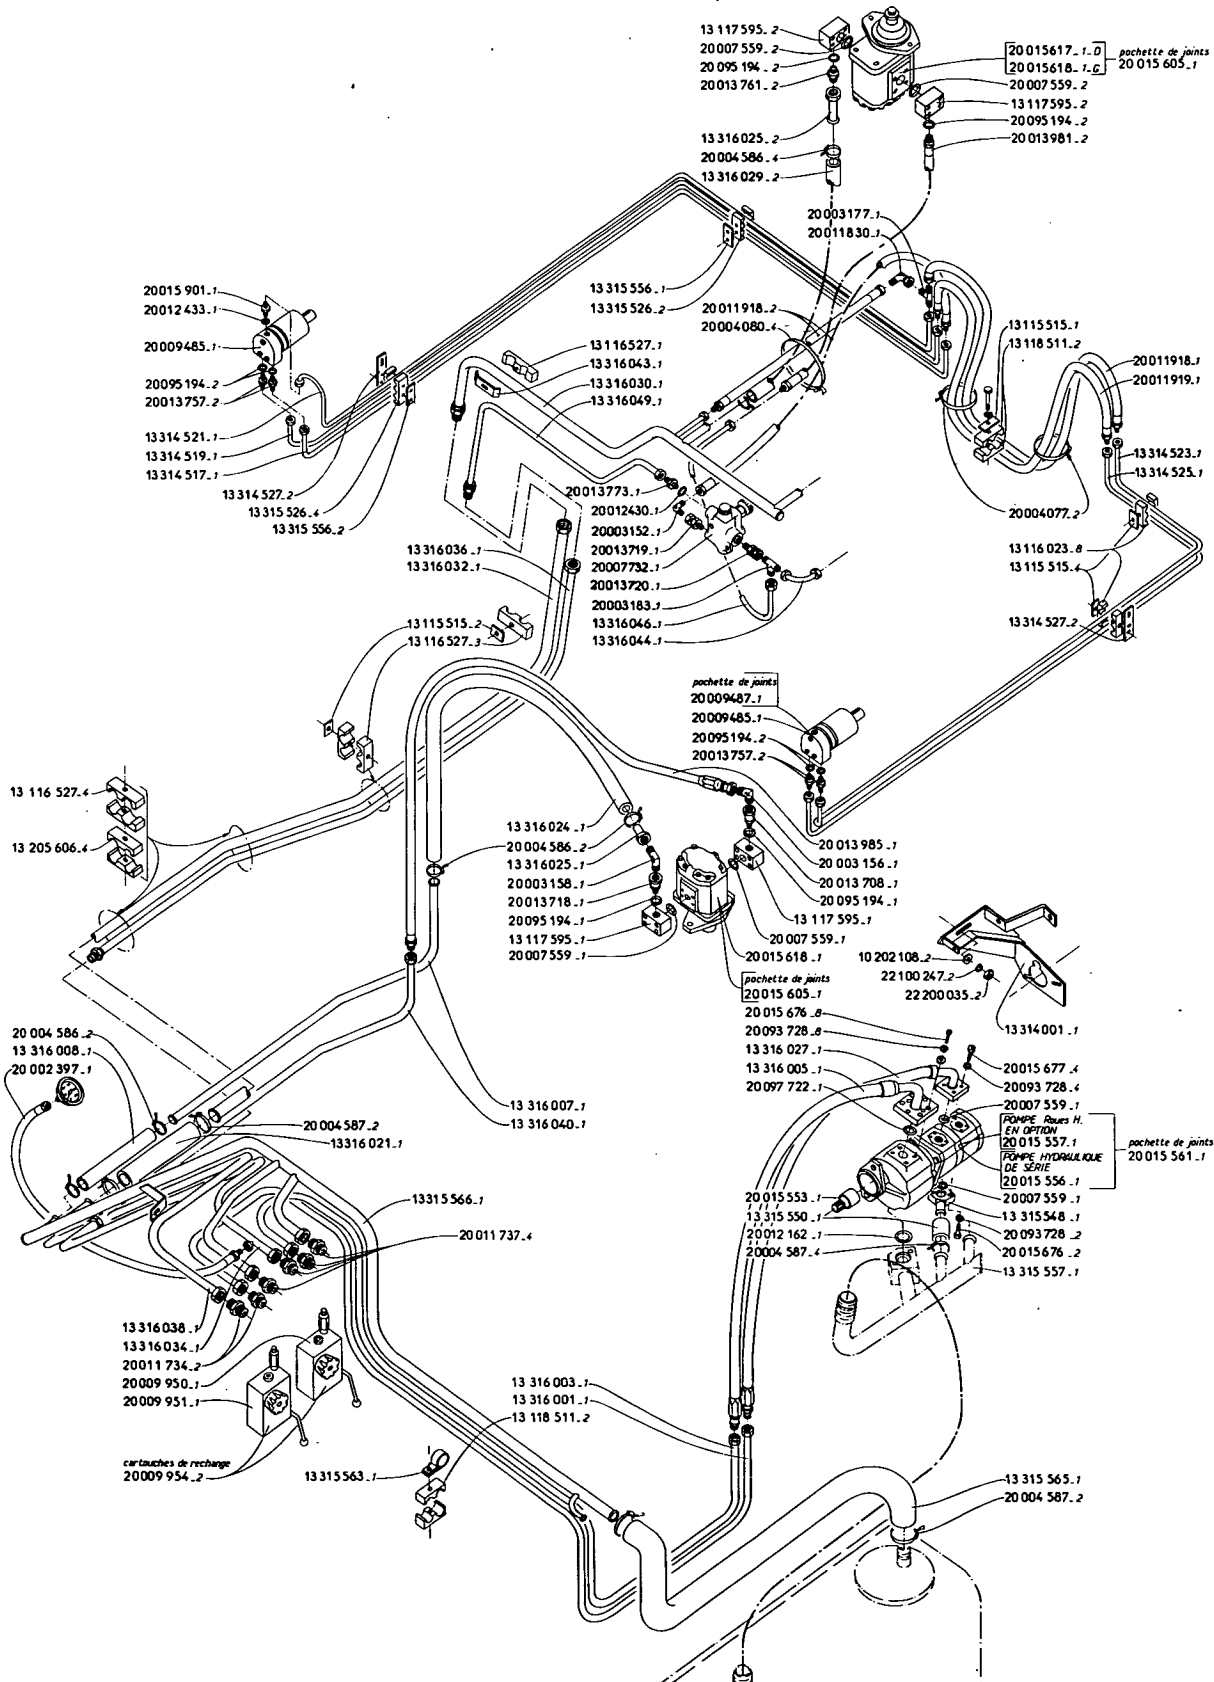 13 117 595_2
20 007 559_2
20 095 194_2
20 013 761_2
13 316 025_2
20 004 586_4
13 316 029_2
20 015617_1_D
20 015618_1_G
pochette de joints
20 015 605_1
20 007 559_2
13 117 595_2
20 095 194_2
20 013 981_2
20 003 177_1
20 011 830_1
13 315 556_1
13 315 526_2
20 011 918_2
20 004 080_4
20 015 901_1
20 012 433_1
20 009 485_1
20 095 194_2
20 013 757_2
13 314 521_1
13 314 519_1
13 314 517_1
13 314 527_2
13 315 526_4
13 315 556_2
13 116 527_1
13 316 043_1
13 316 030_1
13 316 049_1
13 115 515_1
13 118 511_2
20 011 918_1
20 011 919_1
13 314 523_1
13 314 525_1
20 004 077_2
13 116 023_8
13 115 515_4
13 314 527_2
20 013 773_1
20 012 430_1
20 003 152_1
20 013 719_1
20 007 732_1
20 013 720_1
20 003 183_1
13 316 046_1
13 316 044_1
13 316 036_1
13 316 032_1
13 115 515_2
13 116 527_3
pochette de joints
20 009 487_1
20 009 485_1
20 095 194_2
20 013 757_2
13 116 527_4
13 205 606_4
13 316 024_1
20 004 586_2
13 316 025_1
20 003 158_1
20 013 718_1
20 095 194_1
13 117 595_1
20 007 559_1
20 013 985_1
20 003 156_1
20 013 708_1
20 095 194_1
13 117 595_1
20 007 559_1
20 015 618_1
pochette de joints
20 015 605_1
10 202 108_2
22 100 247_2
22 200 035_2
13 314 001_1
20 015 676_8
20 093 728_8
13 316 027_1
13 316 005_1
20 097 722_1
20 015 677_4
20 093 728_4
20 007 559_1
POMPE Roues H.
EN OPTION
20 015 557_1
POMPE HYDRAULIQUE
DE SÉRIE
20 015 556_1
pochette de joints
20 015 561_1
20 007 559_1
13 315 548_1
20 093 728_2
20 015 676_2
13 315 557_1
20 015 553_1
13 315 550_1
20 012 162_1
20 004 587_4
20 004 586_2
13 316 008_1
20 002 397_1
13 316 007_1
13 316 040_1
20 004 587_2
13 316 021_1
13 315 566_1
20 011 737_4
13 316 038_1
13 316 034_1
20 011 734_2
20 009 950_1
20 009 951_1
cartouches de rechange
20 009 954_2
13 316 003_1
13 316 001_1
13 118 511_2
13 315 563_1
13 315 565_1
20 004 587_2